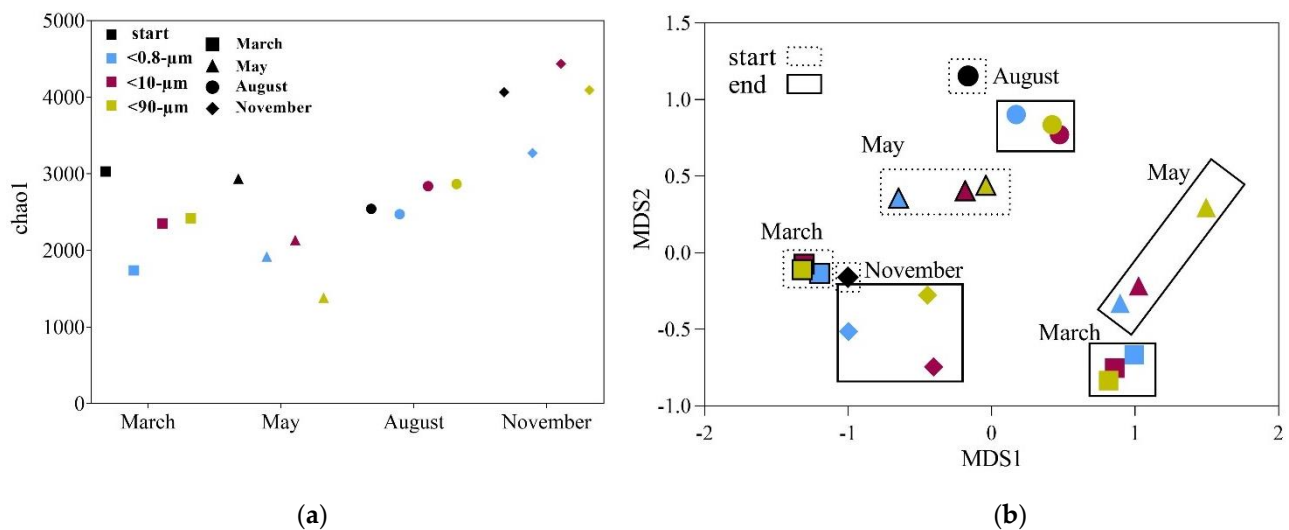 5000
4000
3000
2000
1000
0
chao1
start
<0.8-µm
<10-µm
<90-µm
March
May
August
November
March May August November
(a)
1.5
1.0
0.5
0.0
-0.5
-1.0
MDS2
start
end
August
May
May
March
November
March
-2 -1 0 1 2
MDS1
(b)